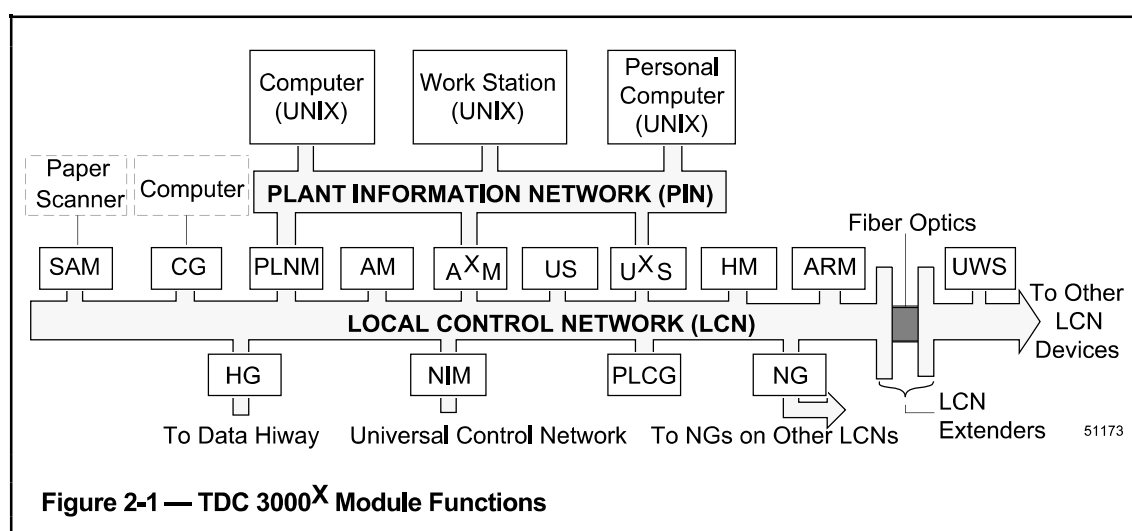 Computer
(UNIX)
Work Station
(UNIX)
Personal
Computer
(UNIX)
Paper
Scanner
Computer
PLANT INFORMATION NETWORK (PIN)
Fiber Optics
SAM
CG
PLNM
AM
AXM
US
UXS
HM
ARM
UWS
To Other
LCN
Devices
LOCAL CONTROL NETWORK (LCN)
HG
NIM
PLCG
NG
To Data Hiway
Universal Control Network
To NGs on Other LCNs
LCN
Extenders
51173
Figure 2-1 — TDC 3000X Module Functions